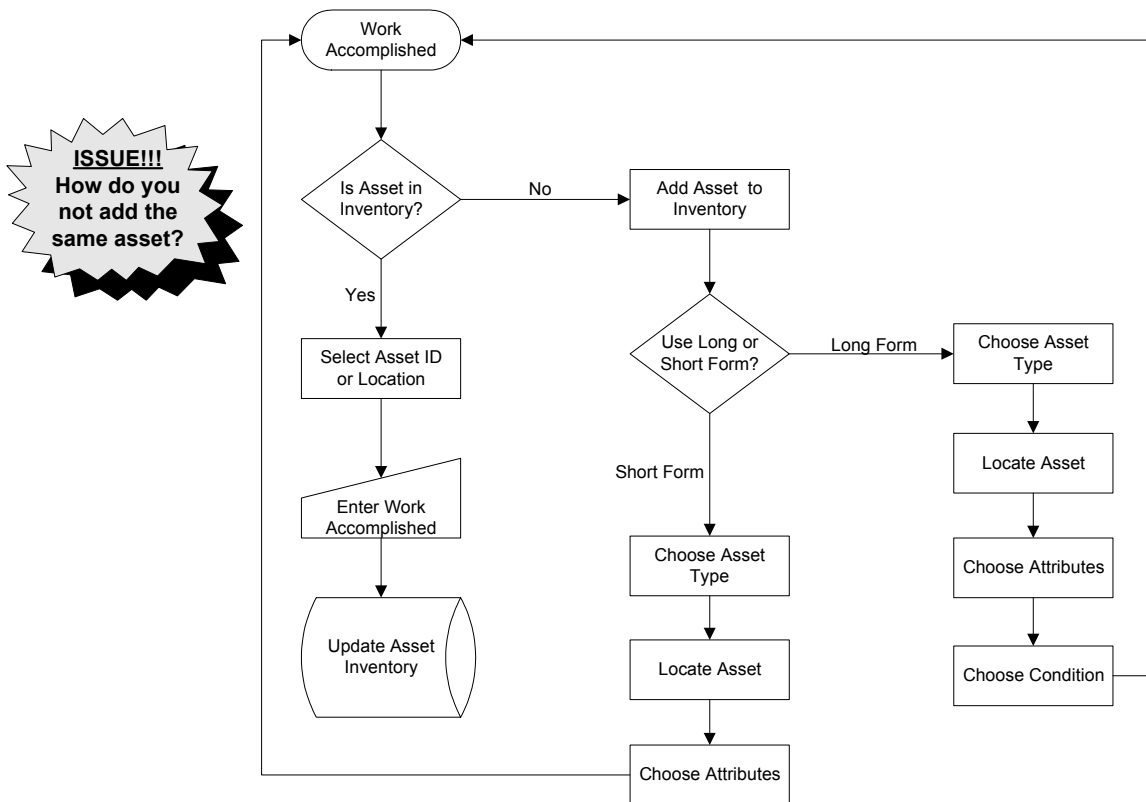 Work
Accomplished
ISSUE!!!
How do you
not add the
same asset?
Is Asset in
Inventory?
No
Add Asset to
Inventory
Yes
Select Asset ID
or Location
Use Long or
Short Form?
Long Form
Choose Asset
Type
Locate Asset
Short Form
Enter Work
Accomplished
Choose Asset
Type
Choose Attributes
Update Asset
Inventory
Locate Asset
Choose Condition
Choose Attributes